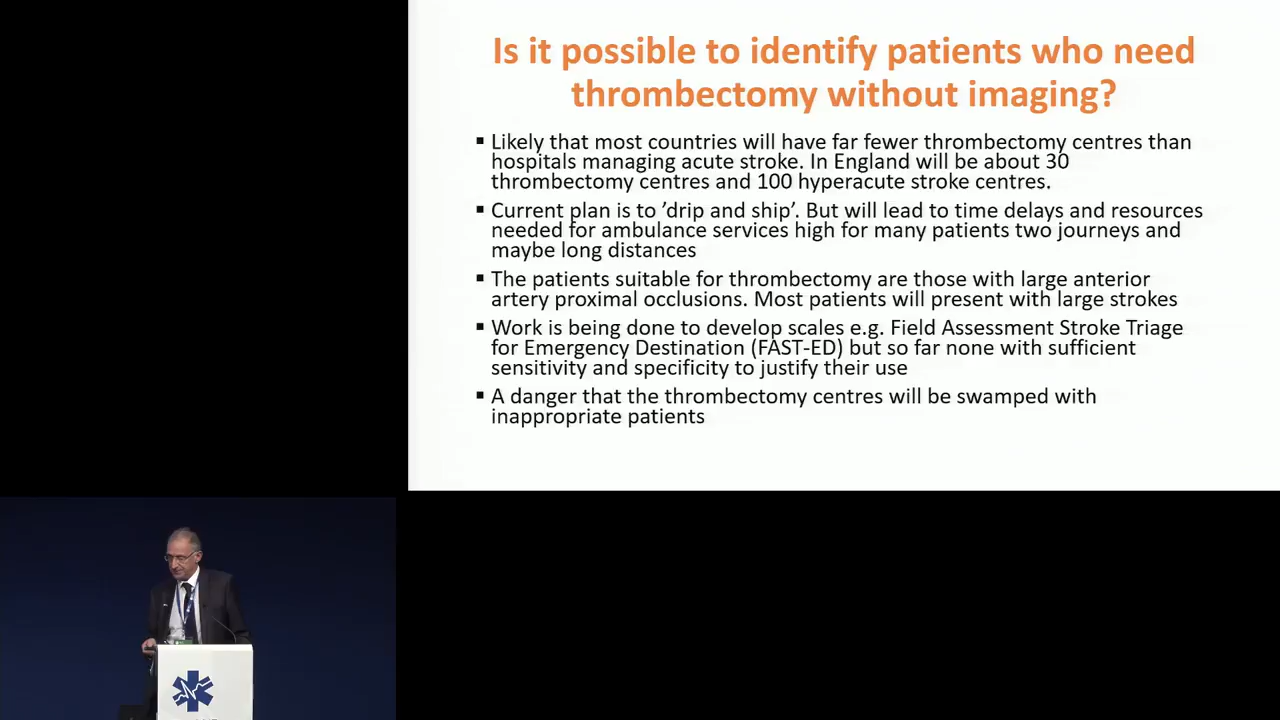 Is it possible to identify patients who need
thrombectomy without imaging?
▪ Likely that most countries will have far fewer thrombectomy centres than
hospitals managing acute stroke. In England will be about 30
thrombectomy centres and 100 hyperacute stroke centres.
▪ Current plan is to ’drip and ship’. But will lead to time delays and resources
needed for ambulance services high for many patients two journeys and
maybe long distances
▪ The patients suitable for thrombectomy are those with large anterior
artery proximal occlusions. Most patients will present with large strokes
▪ Work is being done to develop scales e.g. Field Assessment Stroke Triage
for Emergency Destination (FAST-ED) but so far none with sufficient
sensitivity and specificity to justify their use
▪ A danger that the thrombectomy centres will be swamped with
inappropriate patients